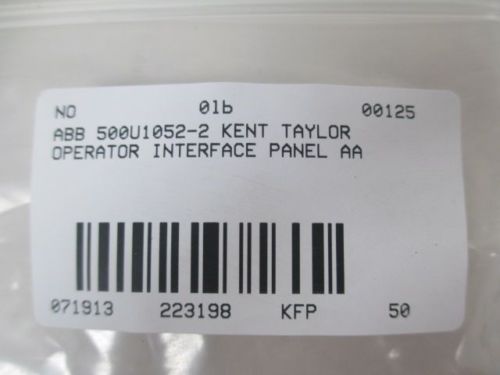 NO 01b 00125
ABB 500U1052-2 KENT TAYLOR
OPERATOR INTERFACE PANEL AA
071913 223198 KFP 50